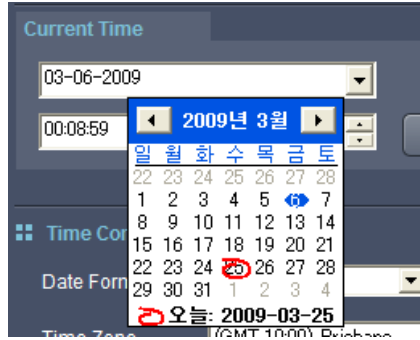 Current Time
03-06-2009
00:08:59
2009년 3월
일 월 화 수 목 금 토
22 23 24 25 26 27 28
1 2 3 4 5 6 7
8 9 10 11 12 13 14
15 16 17 18 19 20 21
22 23 24 25 26 27 28
29 30 31 1 2 3 4
오늘: 2009-03-25
Time Cor
Date Form
Time Zone
(GMT 10:00) Brisbane